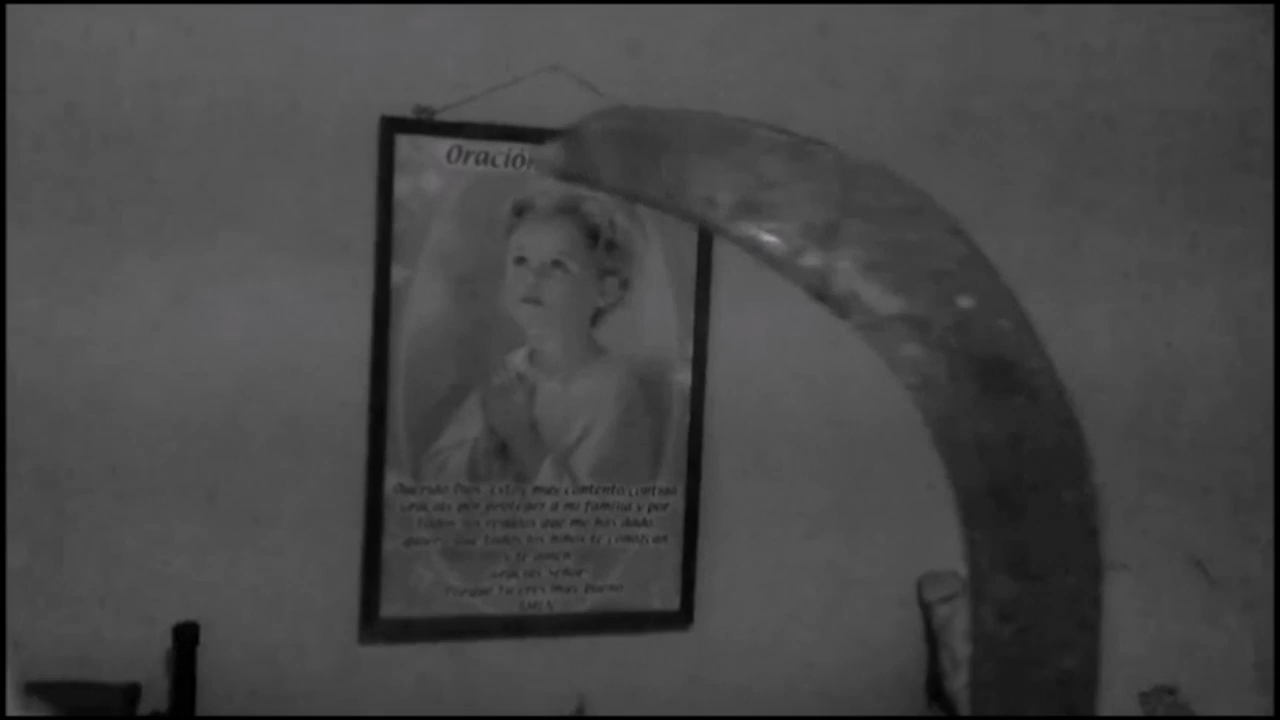 Oración
Querido Dios: Estoy muy contento contigo
gracias por proteger a mi familia y por
todos los regalos que me has dado
quiero que todos los niños te conozcan
y te amen
Gracias Señor
Porque Tu eres muy bueno
AMEN